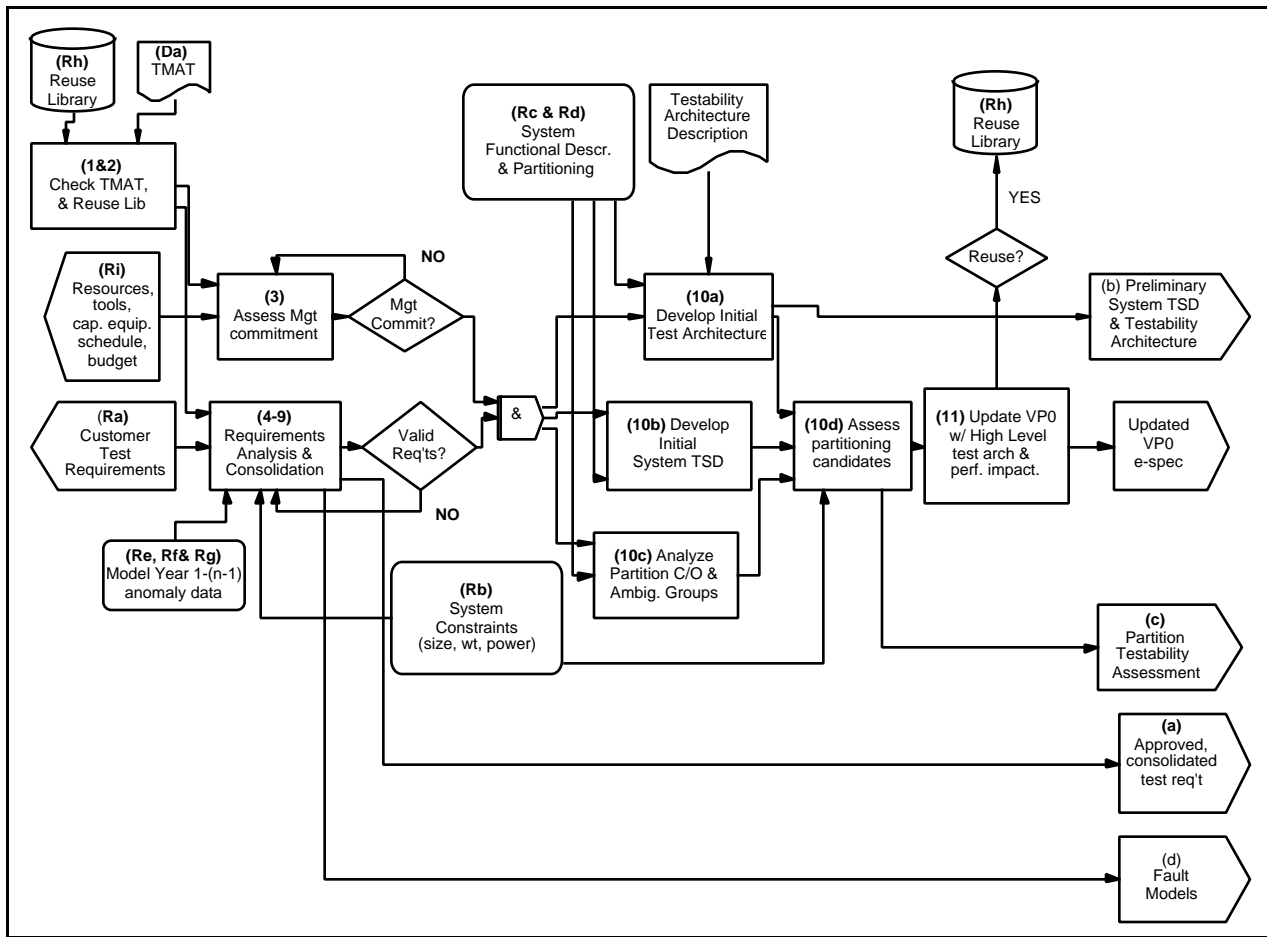 (Rh)
Reuse
Library
(Da)
TMAT
(1&2)
Check TMAT,
& Reuse Lib
(Ri)
Resources,
tools,
cap. equip.
schedule,
budget
(3)
Assess Mgt
commitment
NO
Mgt
Commit?
(Ra)
Customer
Test
Requirements
(4-9)
Requirements
Analysis &
Consolidation
Valid
Req'ts?
NO
(Re, Rf& Rg)
Model Year 1-(n-1)
anomaly data
(Rb)
System
Constraints
(size, wt, power)
&
(Rc & Rd)
System
Functional Descr.
& Partitioning
Testability
Architecture
Description
(10a)
Develop Initial
Test Architecture
(10b) Develop
Initial
System TSD
(10c) Analyze
Partition C/O &
Ambig. Groups
(10d) Assess
partitioning
candidates
(11) Update VP0
w/ High Level
test arch &
perf. impact.
Reuse?
YES
(Rh)
Reuse
Library
(b) Preliminary
System TSD
& Testability
Architecture
Updated
VP0
e-spec
(c)
Partition
Testability
Assessment
(a)
Approved,
consolidated
test req't
(d)
Fault
Models